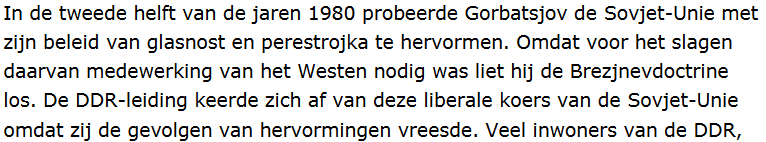 In de tweede helft van de jaren 1980 probeerde Gorbatsjov de Sovjet-Unie met
zijn beleid van glasnost en perestrojka te hervormen. Omdat voor het slagen
daarvan medewerking van het Westen nodig was liet hij de Brezjnevdoctrine
los. De DDR-leiding keerde zich af van deze liberale koers van de Sovjet-Unie
omdat zij de gevolgen van hervormingen vreesde. Veel inwoners van de DDR,